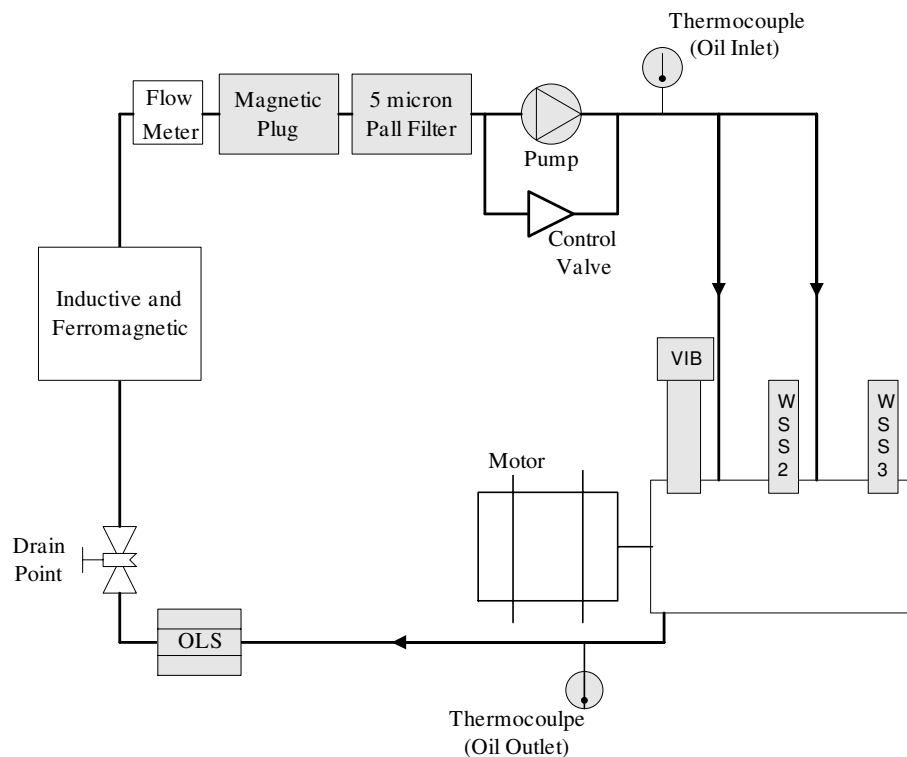 Thermocouple
(Oil Inlet)
Flow
Meter
Magnetic
Plug
5 micron
Pall Filter
Pump
Control
Valve
Inductive and
Ferromagnetic
VIB
W
S
S
2
W
S
S
3
Motor
Drain
Point
OLS
Thermocoulpe
(Oil Outlet)